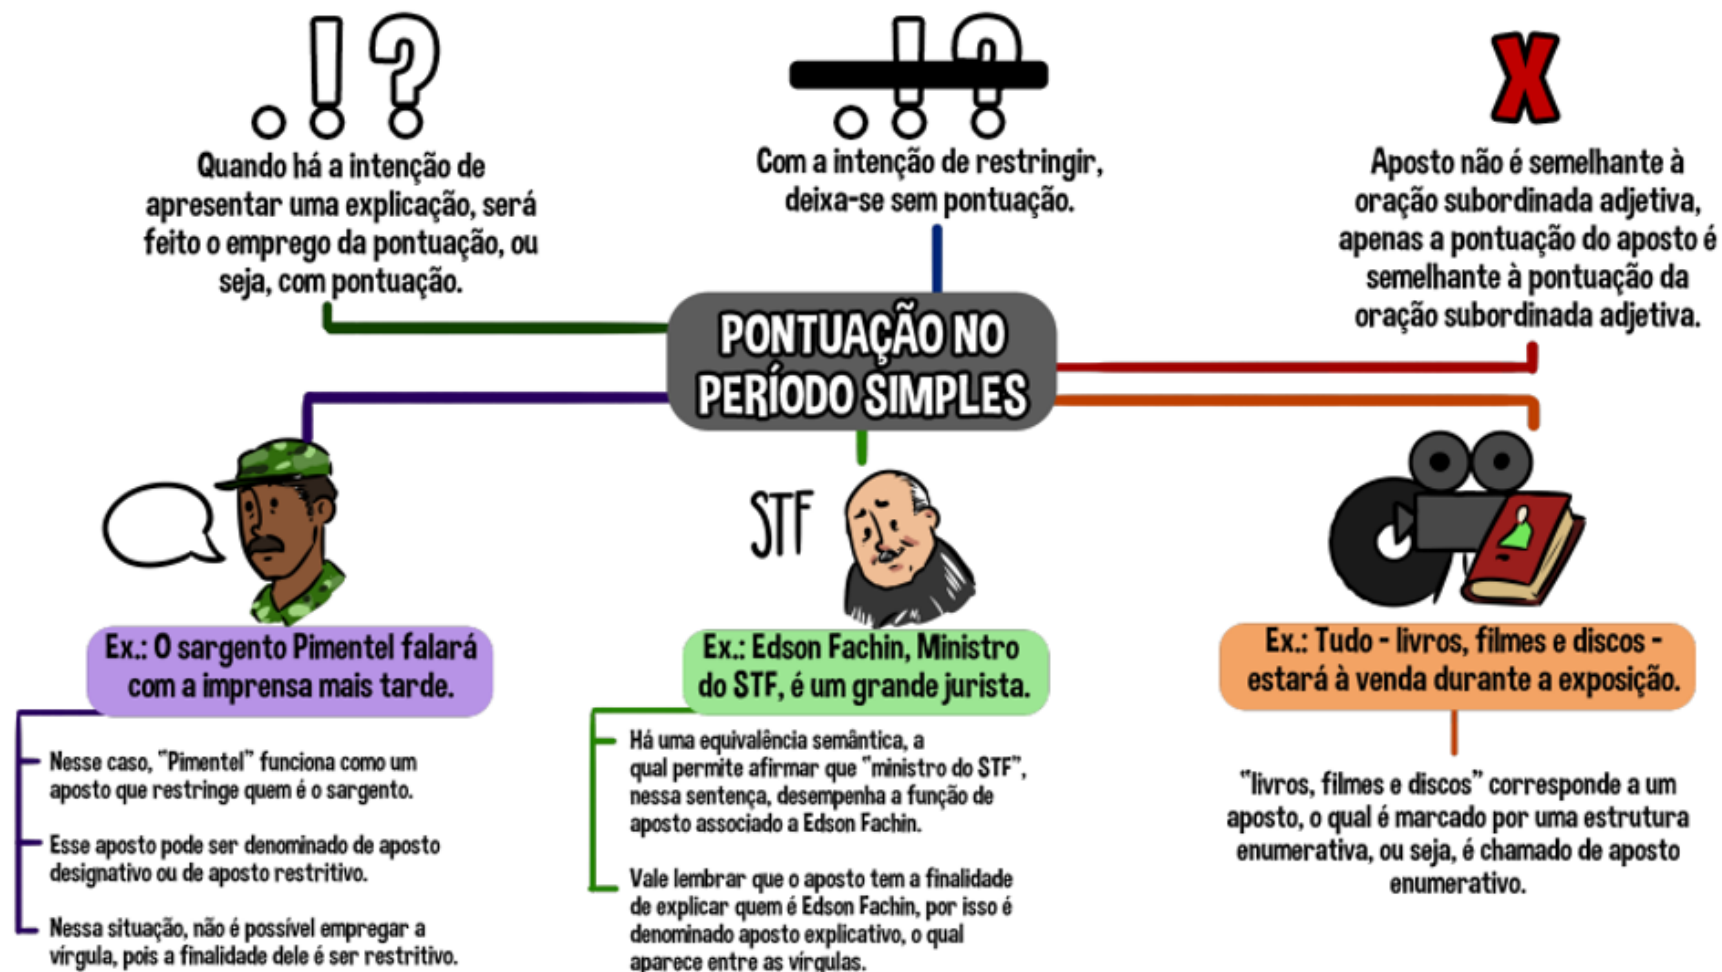 Quando há a intenção de
apresentar uma explicação, será
feito o emprego da pontuação, ou
seja, com pontuação.
Com a intenção de restringir,
deixa-se sem pontuação.
Aposto não é semelhante à
oração subordinada adjetiva,
apenas a pontuação do aposto é
semelhante à pontuação da
oração subordinada adjetiva.
PONTUAÇÃO NO
PERÍODO SIMPLES
Ex.: O sargento Pimentel falará
com a imprensa mais tarde.
Nesse caso, “Pimentel” funciona como um
aposto que restringe quem é o sargento.
Esse aposto pode ser denominado de aposto
designativo ou de aposto restritivo.
Nessa situação, não é possível empregar a
vírgula, pois a finalidade dele é ser restritivo.
STF
Ex.: Edson Fachin, Ministro
do STF, é um grande jurista.
Há uma equivalência semântica, a
qual permite afirmar que “ministro do STF”,
nessa sentença, desempenha a função de
aposto associado a Edson Fachin.
Vale lembrar que o aposto tem a finalidade
de explicar quem é Edson Fachin, por isso é
denominado aposto explicativo, o qual
aparece entre as vírgulas.
Ex.: Tudo - livros, filmes e discos -
estará à venda durante a exposição.
“livros, filmes e discos” corresponde a um
aposto, o qual é marcado por uma estrutura
enumerativa, ou seja, é chamado de aposto
enumerativo.